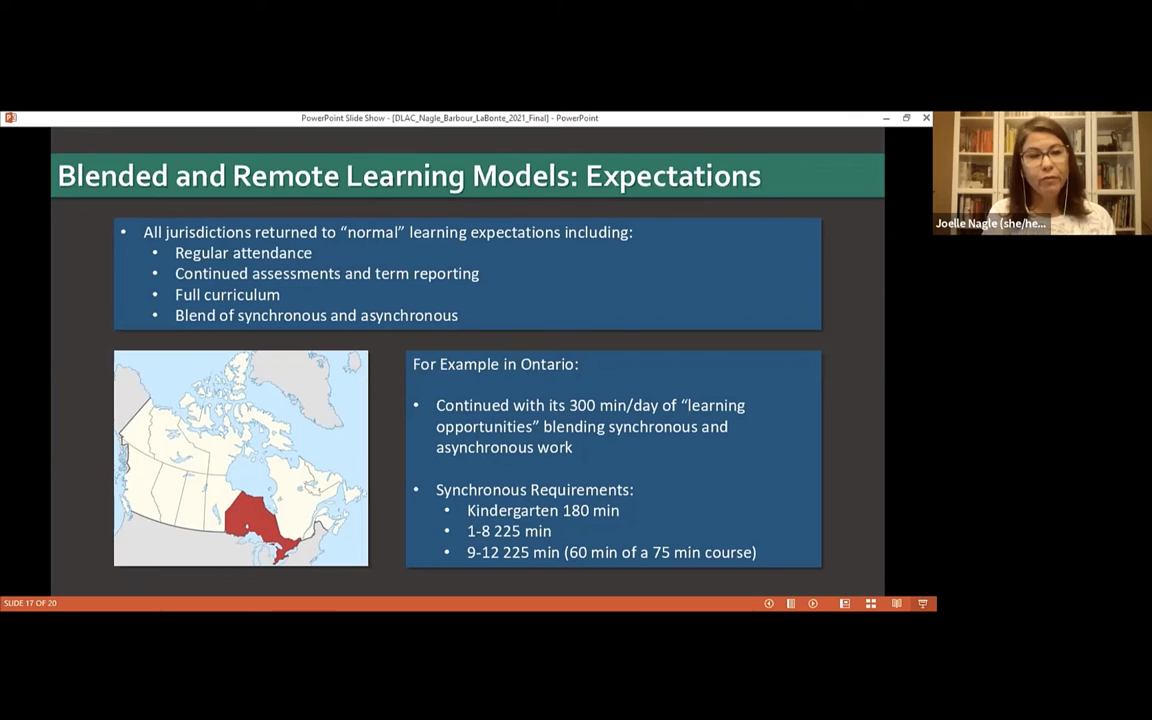 PowerPoint Slide Show - [DLAC_Nagle_Barbour_LaBonte_2021_Final] - PowerPoint
Blended and Remote Learning Models: Expectations
• All jurisdictions returned to “normal” learning expectations including:
• Regular attendance
• Continued assessments and term reporting
• Full curriculum
• Blend of synchronous and asynchronous
For Example in Ontario:
• Continued with its 300 min/day of “learning
opportunities” blending synchronous and
asynchronous work
• Synchronous Requirements:
• Kindergarten 180 min
• 1-8 225 min
• 9-12 225 min (60 min of a 75 min course)
Joelle Nagle (she/he...
SLIDE 17 OF 20